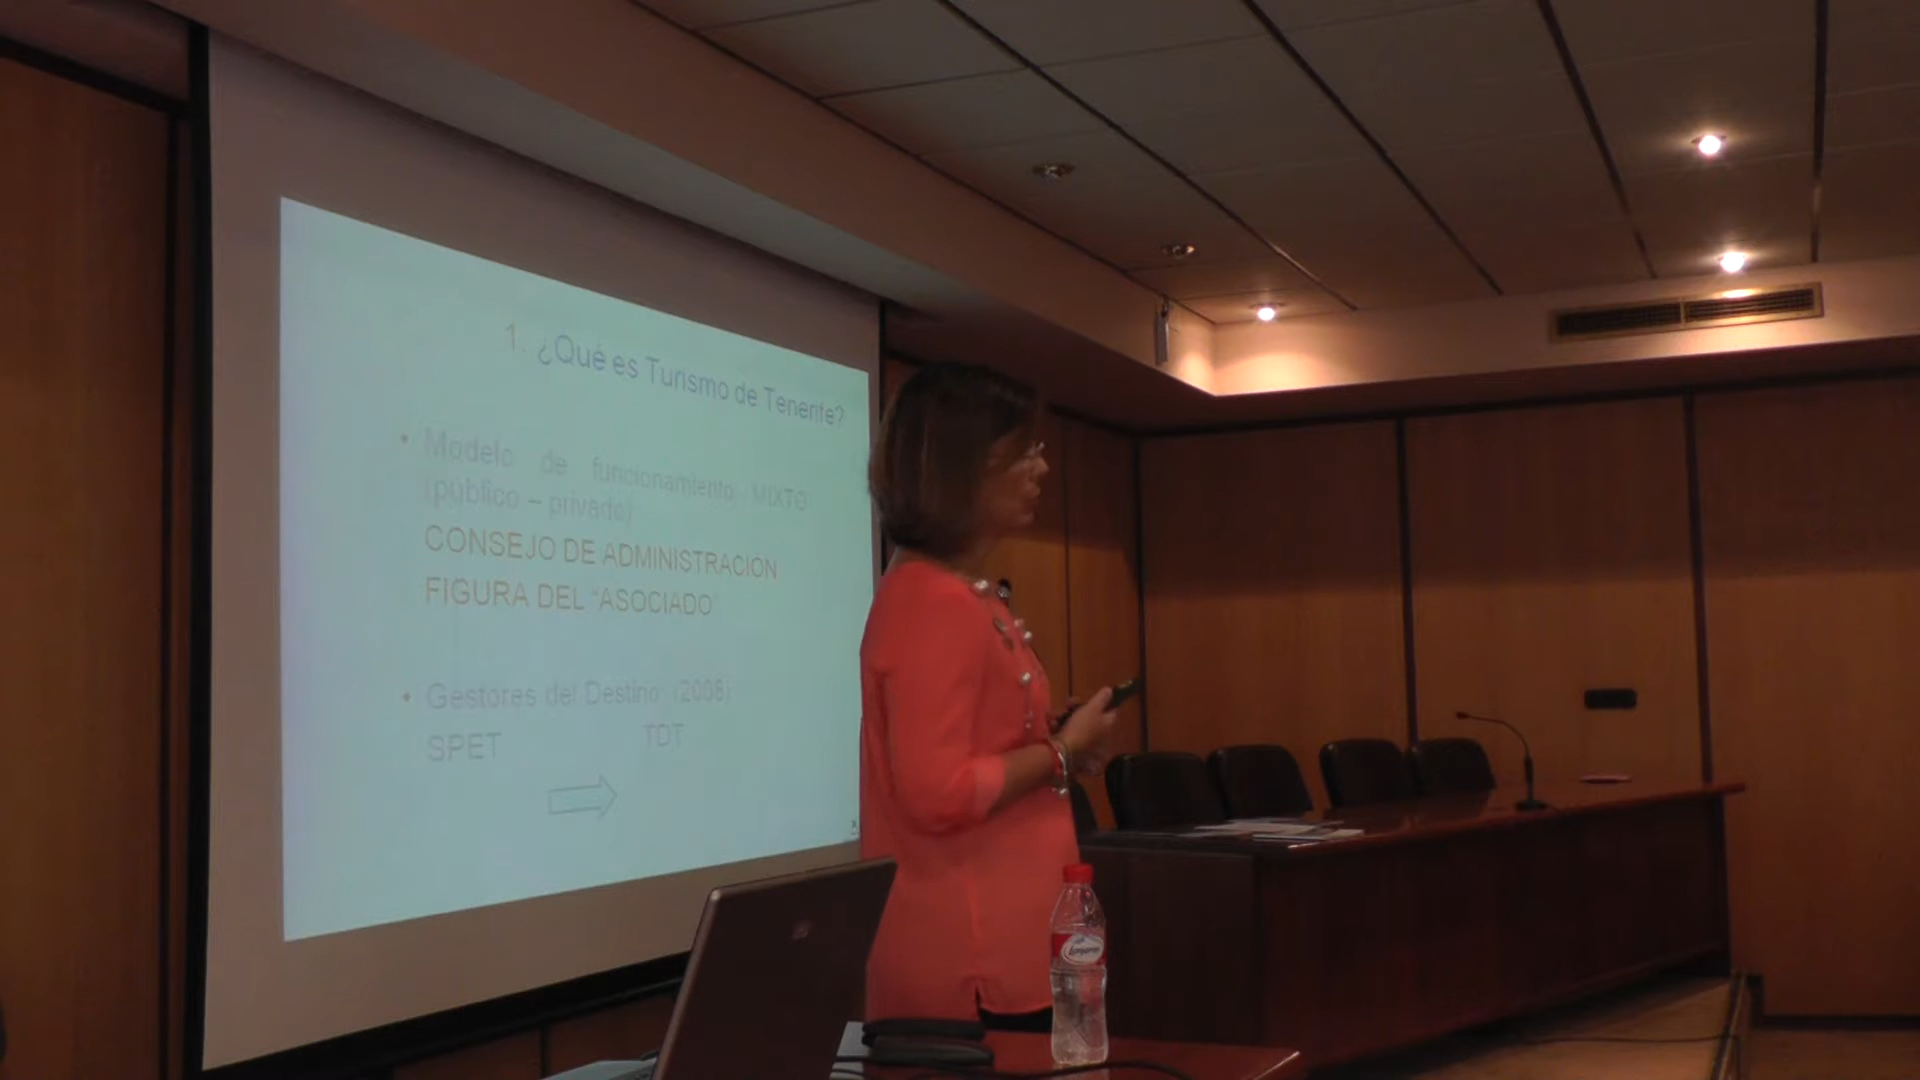 1. ¿Qué es Turismo de Tenerife?
• Modelo de funcionamiento MIXTO
(público – privado)
CONSEJO DE ADMINISTRACIÓN
FIGURA DEL “ASOCIADO”
• Gestores del Destino (2008)
SPET TDT
hp